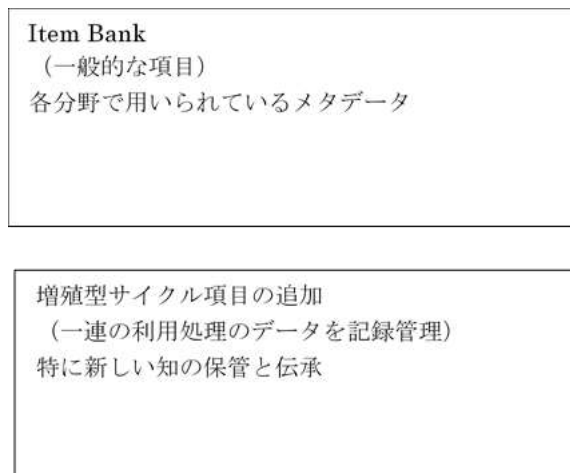 Item Bank
（一般的な項目）
各分野で用いられているメタデータ
増殖型サイクル項目の追加
（一連の利用処理のデータを記録管理）
特に新しい知の保管と伝承